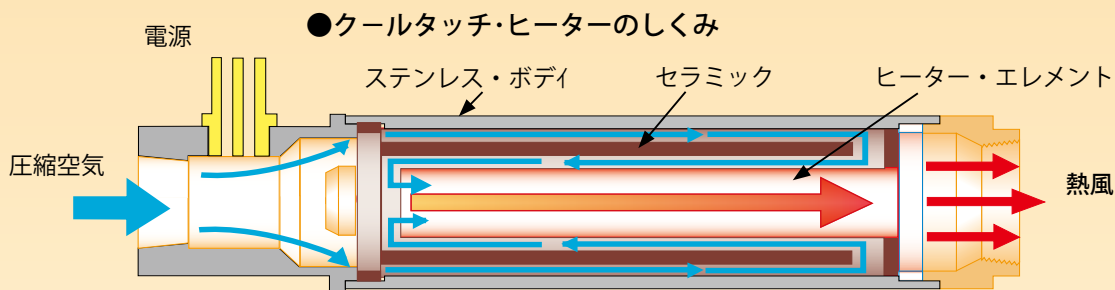 ●クールタッチ・ヒーターのしくみ
電源
ステンレス・ボディ
セラミック
ヒーター・エレメント
圧縮空気
熱風